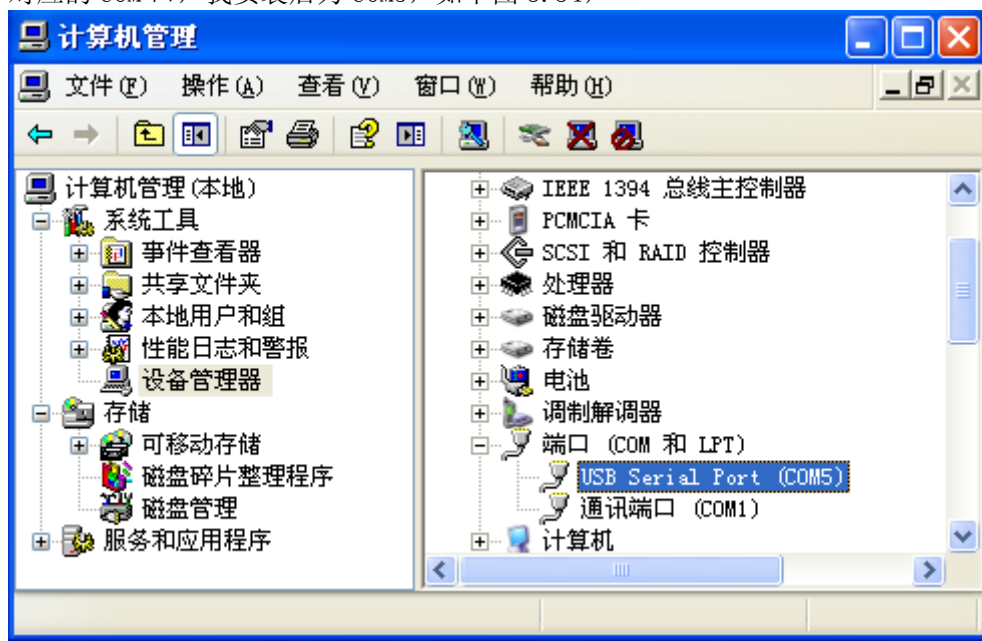 计算机管理
文件(F) 操作(A) 查看(V) 窗口(W) 帮助(H)
计算机管理(本地)
系统工具
事件查看器
共享文件夹
本地用户和组
性能日志和警报
设备管理器
存储
可移动存储
磁盘碎片整理程序
磁盘管理
服务和应用程序
IEEE 1394 总线主控制器
PCMCIA 卡
SCSI 和 RAID 控制器
处理器
磁盘驱动器
存储卷
电池
调制解调器
端口 (COM 和 LPT)
USB Serial Port (COM5)
通讯端口 (COM1)
计算机